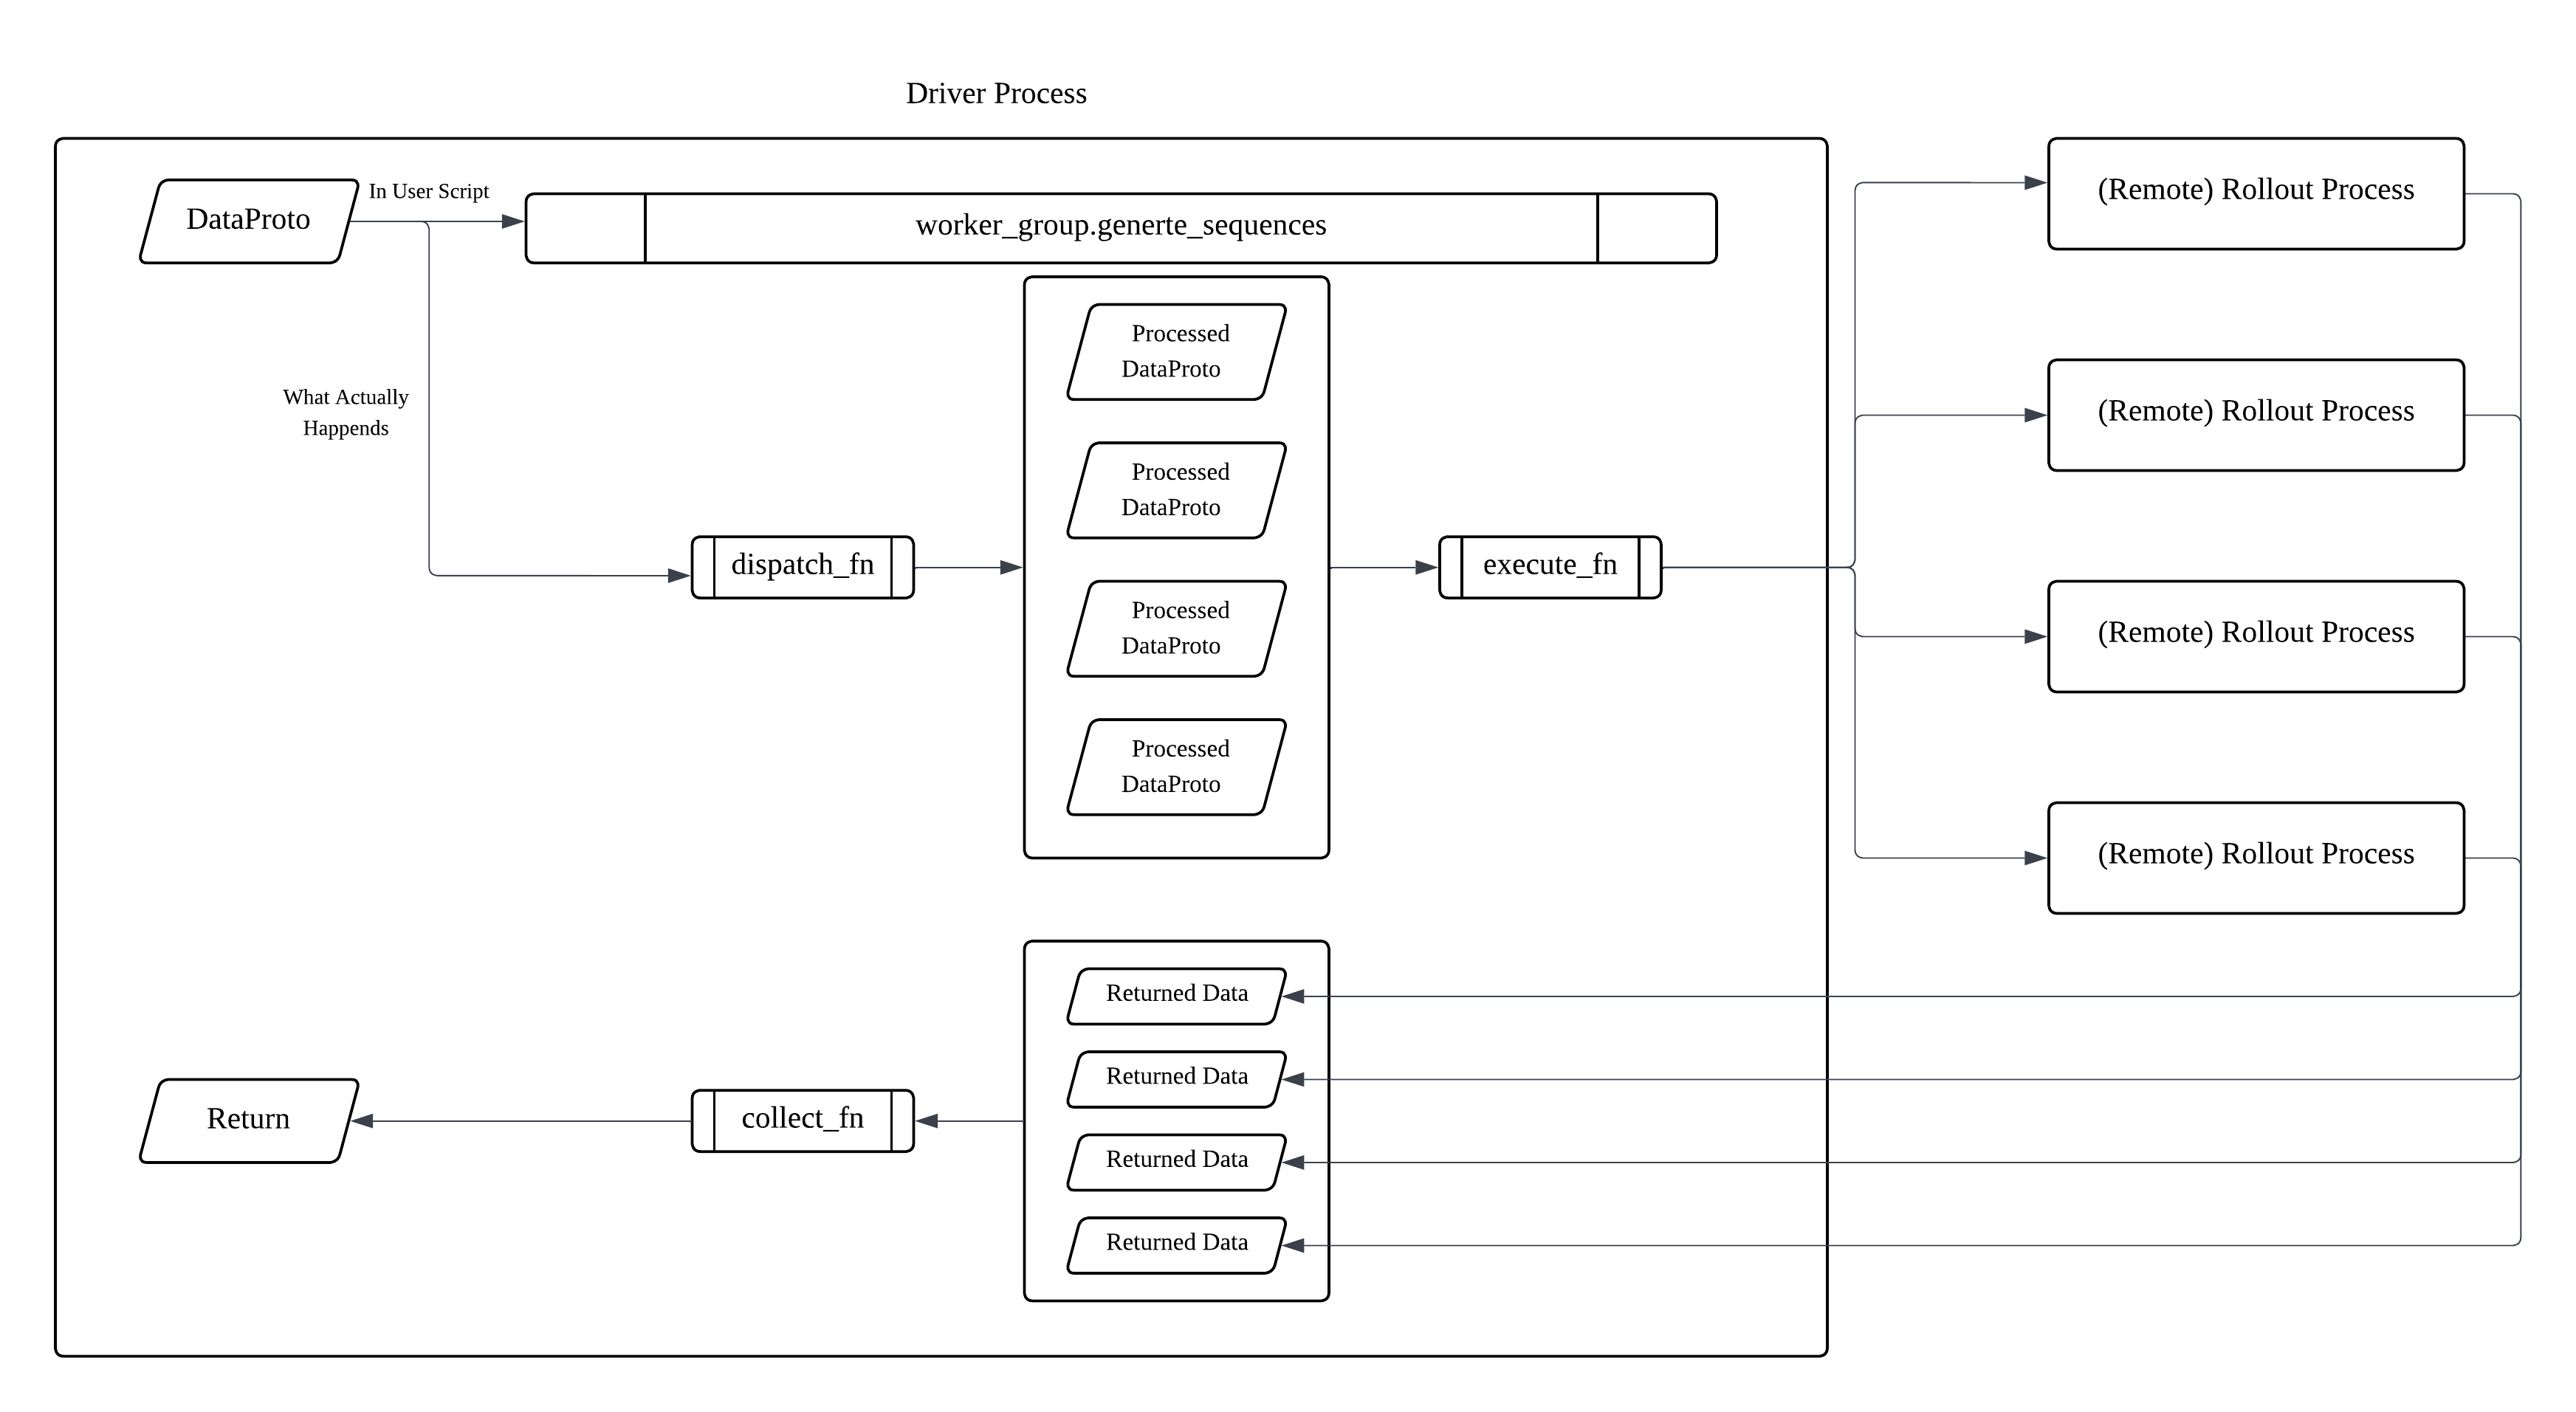 Driver Process
DataProto
In User Script
worker_group.generte_sequences
(Remote) Rollout Process
What Actually
Happends
Processed
DataProto
Processed
DataProto
Processed
DataProto
Processed
DataProto
dispatch_fn
execute_fn
(Remote) Rollout Process
(Remote) Rollout Process
(Remote) Rollout Process
Returned Data
Returned Data
Returned Data
Returned Data
collect_fn
Return